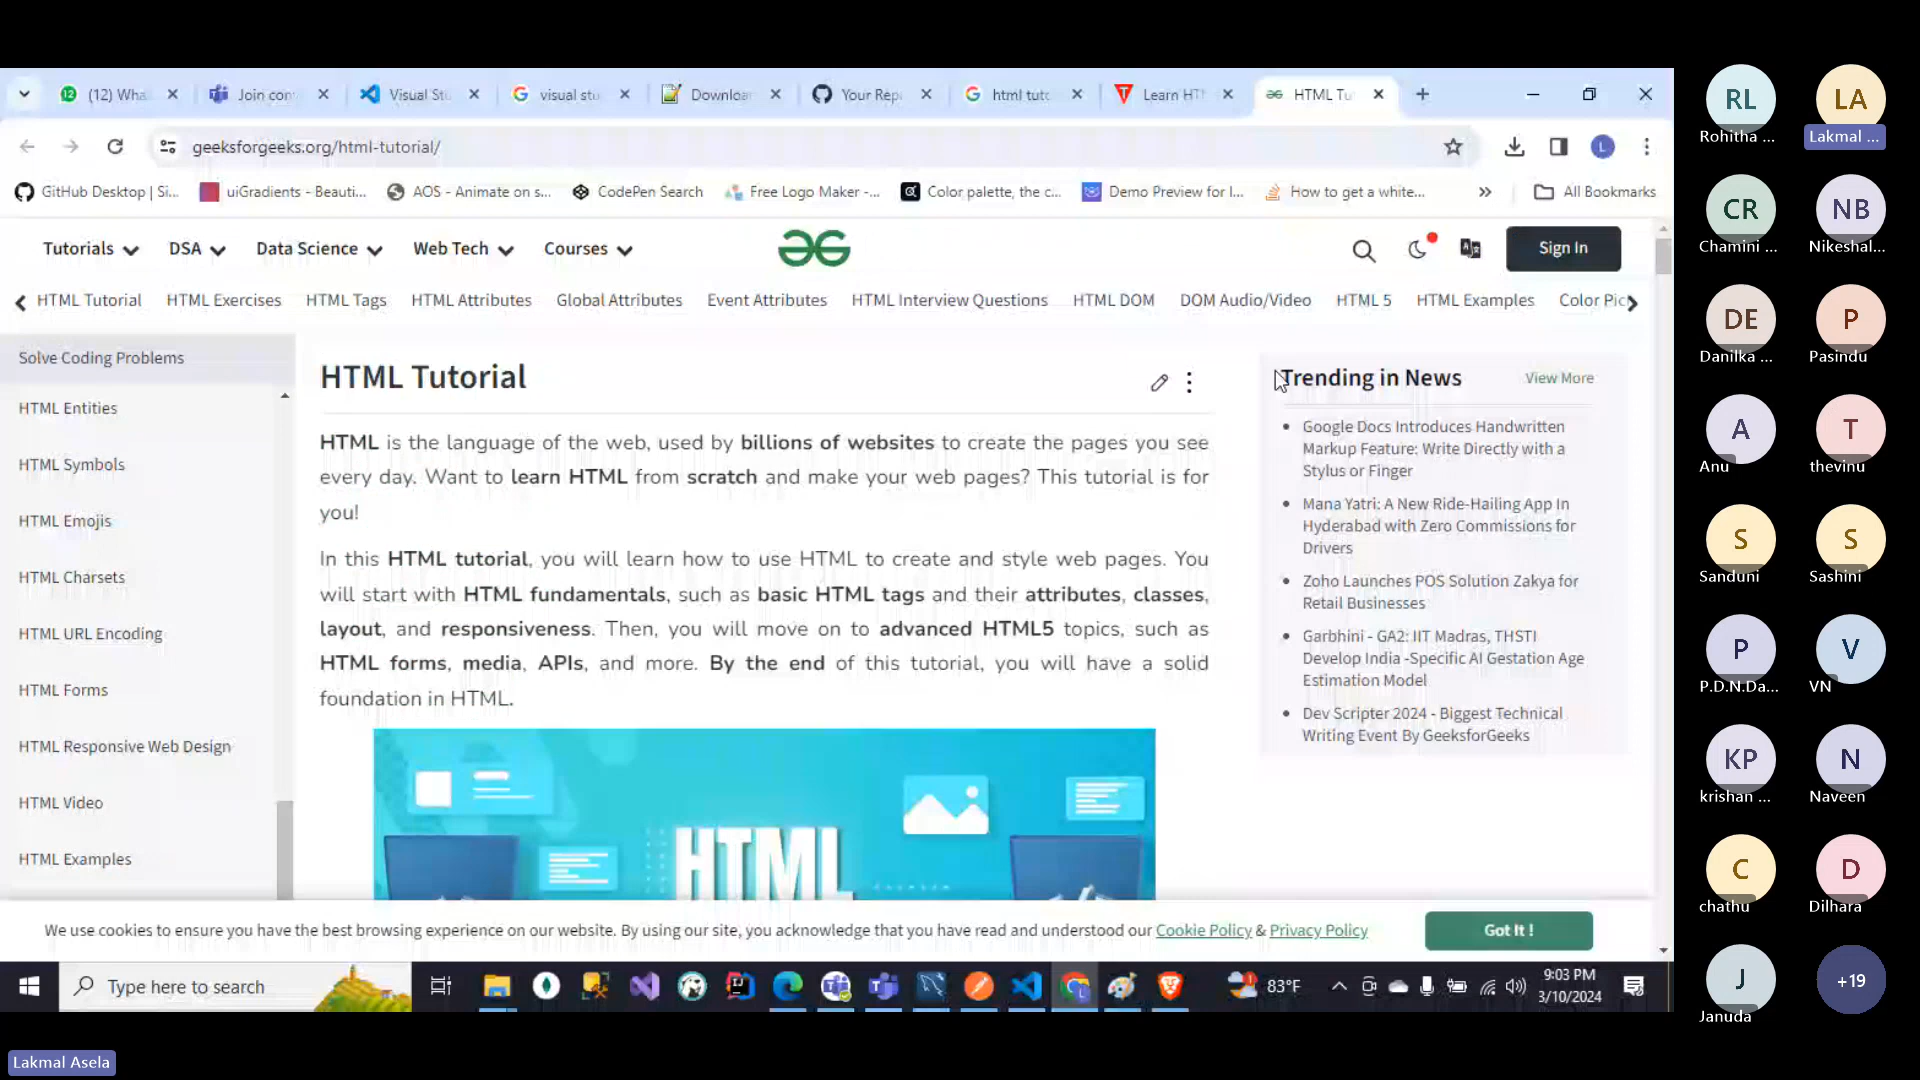 (12) Wha
Join con
Visual Stu
visual stu
Downloa
Your Rep
html tuto
Learn HT
HTML Tu
geeksforgeeks.org/html-tutorial/
GitHub Desktop | Si...
uiGradients - Beauti...
AOS - Animate on s...
CodePen Search
Free Logo Maker -...
Color palette, the c...
Demo Preview for I...
How to get a white...
All Bookmarks
Tutorials
DSA
Data Science
Web Tech
Courses
Sign In
HTML Tutorial
HTML Exercises
HTML Tags
HTML Attributes
Global Attributes
Event Attributes
HTML Interview Questions
HTML DOM
DOM Audio/Video
HTML 5
HTML Examples
Color Pic
Solve Coding Problems
HTML Entities
HTML Symbols
HTML Emojis
HTML Charsets
HTML URL Encoding
HTML Forms
HTML Responsive Web Design
HTML Video
HTML Examples
HTML Tutorial
HTML is the language of the web, used by billions of websites to create the pages you see
every day. Want to learn HTML from scratch and make your web pages? This tutorial is for
you!
In this HTML tutorial, you will learn how to use HTML to create and style web pages. You
will start with HTML fundamentals, such as basic HTML tags and their attributes, classes,
layout, and responsiveness. Then, you will move on to advanced HTML5 topics, such as
HTML forms, media, APIs, and more. By the end of this tutorial, you will have a solid
foundation in HTML.
HTML
Trending in News
View More
Google Docs Introduces Handwritten
Markup Feature: Write Directly with a
Stylus or Finger
Mana Yatri: A New Ride-Hailing App In
Hyderabad with Zero Commissions for
Drivers
Zoho Launches POS Solution Zakya for
Retail Businesses
Garbhini - GA2: IIT Madras, THSTI
Develop India -Specific AI Gestation Age
Estimation Model
Dev Scripter 2024 - Biggest Technical
Writing Event By GeeksforGeeks
We use cookies to ensure you have the best browsing experience on our website. By using our site, you acknowledge that you have read and understood our Cookie Policy & Privacy Policy
Got It !
Type here to search
83°F
9:03 PM
3/10/2024
Lakmal Asela
RL
Rohitha ...
LA
Lakmal ...
CR
Chamini ...
NB
Nikeshal...
DE
Danilka ...
P
Pasindu
A
Anu
T
thevinu
S
Sanduni
S
Sashini
P
P.D.N.Da...
V
VN
KP
krishan ...
N
Naveen
C
chathu
D
Dilhara
J
Januda
+19